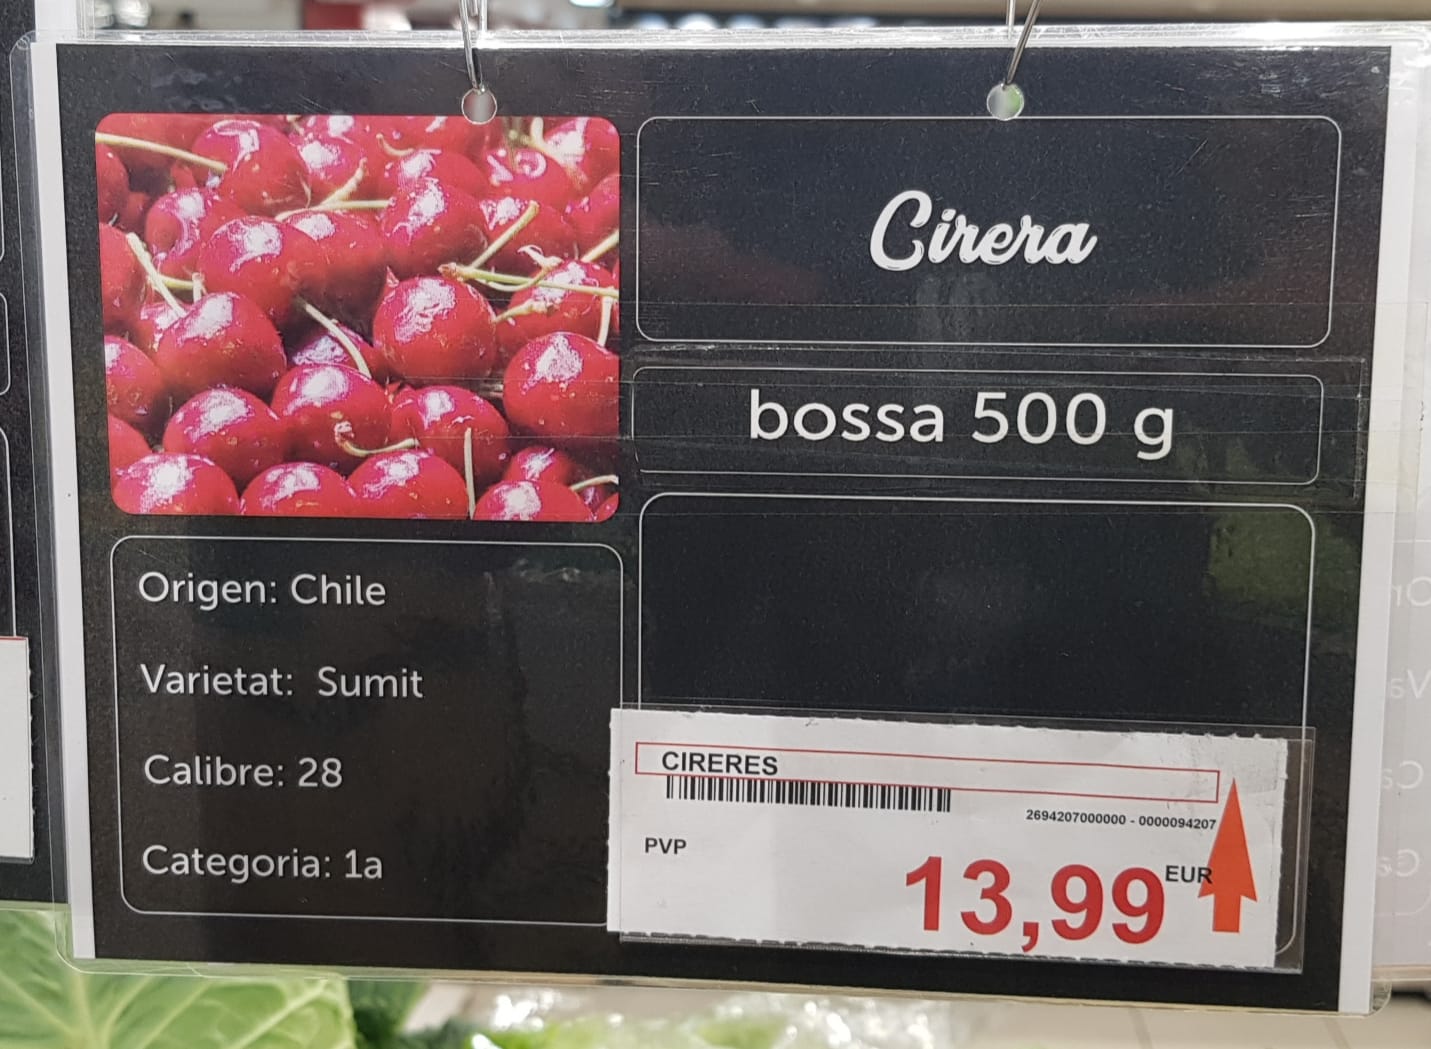 Cirera
bossa 500 g
Origen: Chile
Varietat: Sumit
Calibre: 28
Categoria: 1a
CIRERES
2694207000000 - 0000094207
PVP
13,99 EUR